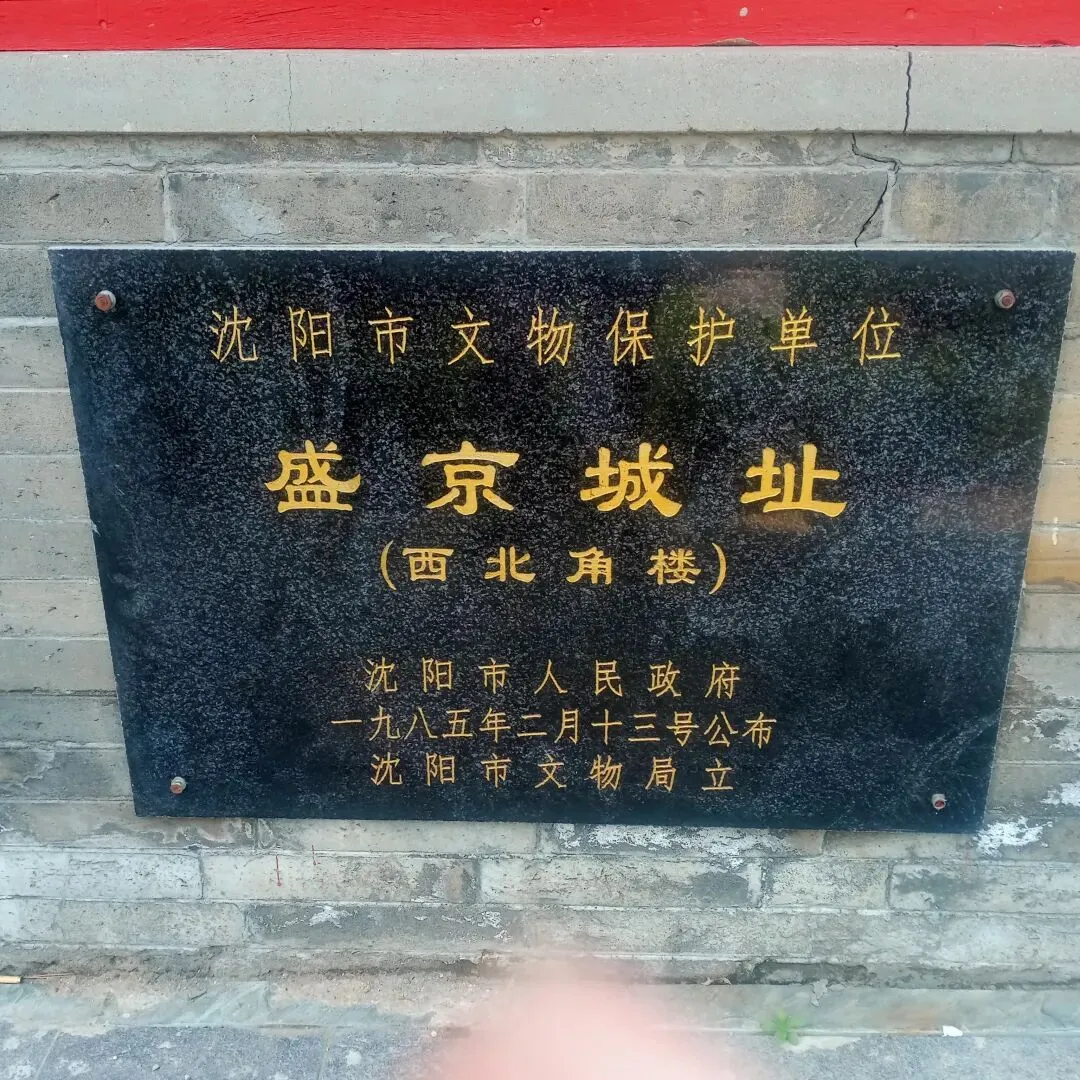 沈阳市文物保护单位
盛京城址
(西北角楼)
沈阳市人民政府
一九八五年二月十三号公布
沈阳市文物局立